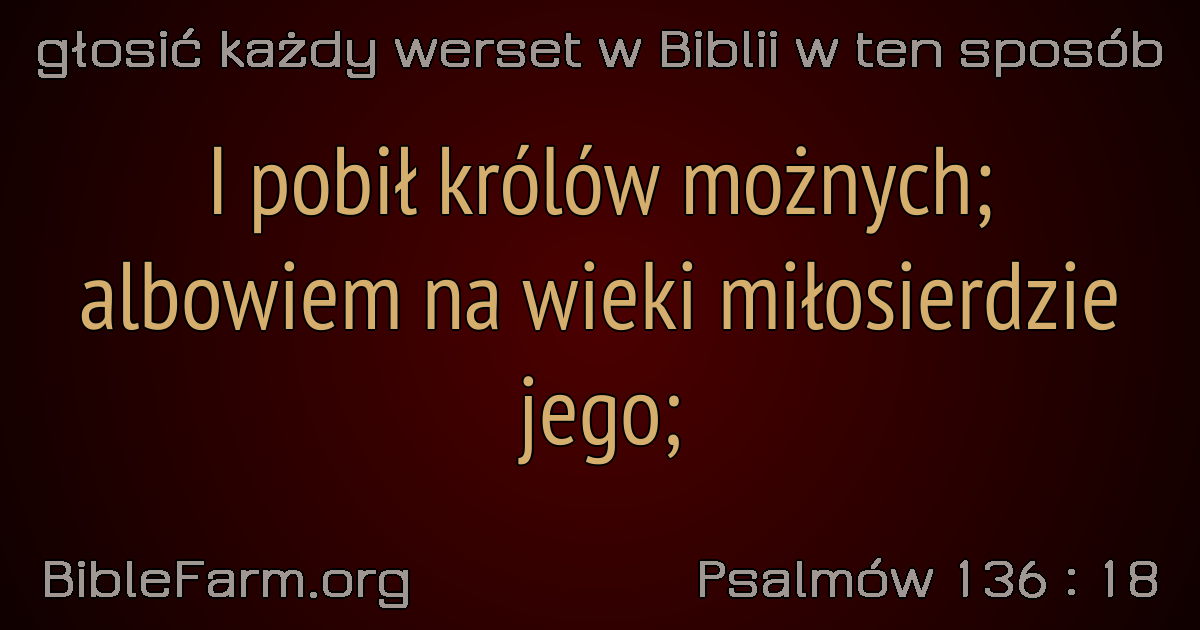 głosić każdy werset w Biblii w ten sposób
I pobił królów możnych;
albowiem na wieki miłosierdzie
jego;
BibleFarm.org
Psalmów 136 : 18